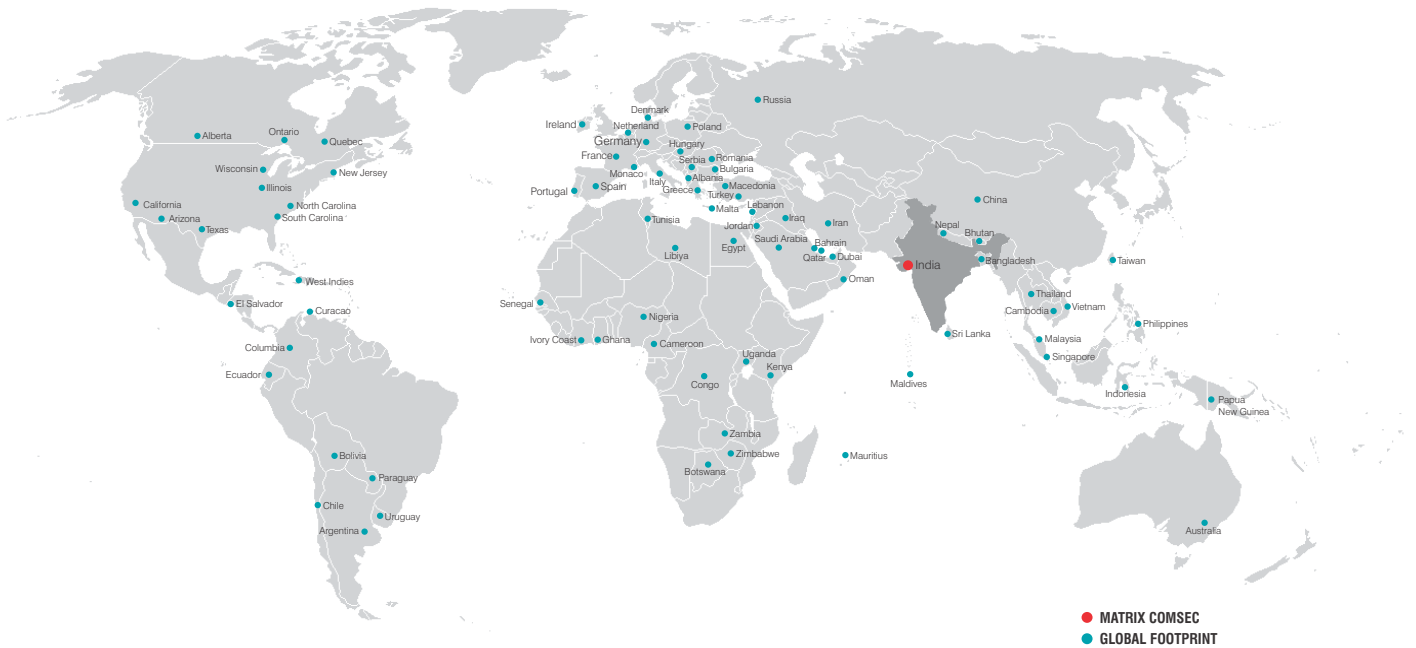 Russia
Denmark
Ireland
Netherland
Poland
Alberta
Ontario
Quebec
Germany
Hungary
France
Serbia
Romania
Wisconsin
New Jersey
Monaco
Italy
Bulgaria
Albania
Illinois
Portugal
Spain
Greece
Macedonia
Turkey
California
North Carolina
Malta
Lebanon
China
Arizona
South Carolina
Tunisia
Iraq
Iran
Texas
Jordan
Nepal
Egypt
Saudi Arabia
Bahrain
Bhutan
Libiya
Qatar
Dubai
India
Bangladesh
Taiwan
West Indies
Oman
Thailand
El Salvador
Senegal
Curacao
Cambodia
Vietnam
Nigeria
Philippines
Ivory Coast
Ghana
Cameroon
Sri Lanka
Malaysia
Columbia
Uganda
Singapore
Ecuador
Kenya
Congo
Maldives
Indonesia
Papua
New Guinea
Zambia
Bolivia
Zimbabwe
Mauritius
Botswana
Paraguay
Chile
Uruguay
Argentina
Australia
MATRIX COMSEC
GLOBAL FOOTPRINT